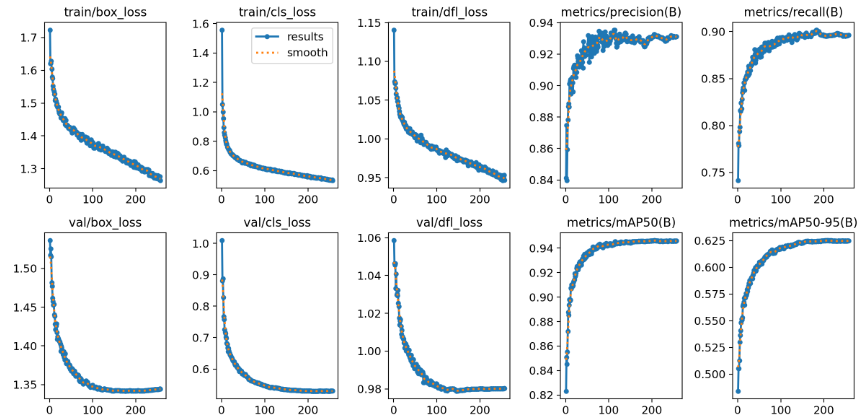 train/box_loss
train/cls_loss
train/dfl_loss
metrics/precision(B)
metrics/recall(B)
1.7
1.6
1.5
1.4
1.3
0 100 200
1.6
1.4
1.2
1.0
0.8
0.6
results
smooth
0 100 200
1.15
1.10
1.05
1.00
0.95
0 100 200
0.94
0.92
0.90
0.88
0.86
0.84
0 100 200
0.90
0.85
0.80
0.75
0 100 200
val/box_loss
val/cls_loss
val/dfl_loss
metrics/mAP50(B)
metrics/mAP50-95(B)
1.50
1.45
1.40
1.35
0 100 200
1.0
0.9
0.8
0.7
0.6
0 100 200
1.06
1.04
1.02
1.00
0.98
0 100 200
0.94
0.92
0.90
0.88
0.86
0.84
0.82
0 100 200
0.625
0.600
0.575
0.550
0.525
0.500
0 100 200